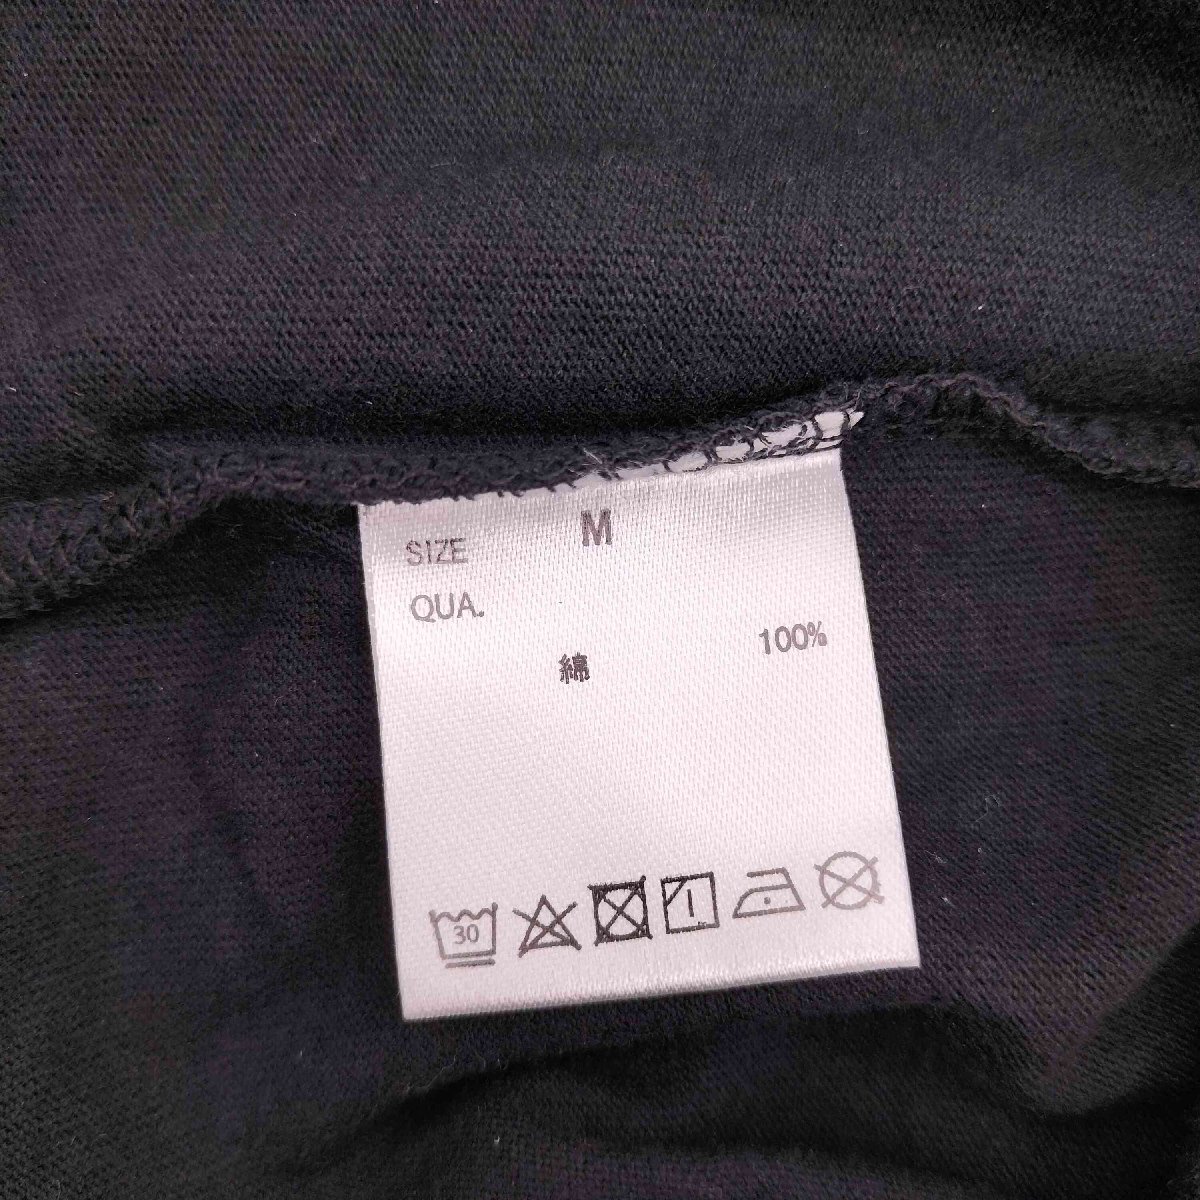 SIZE M
QUA.
綿 100%
30